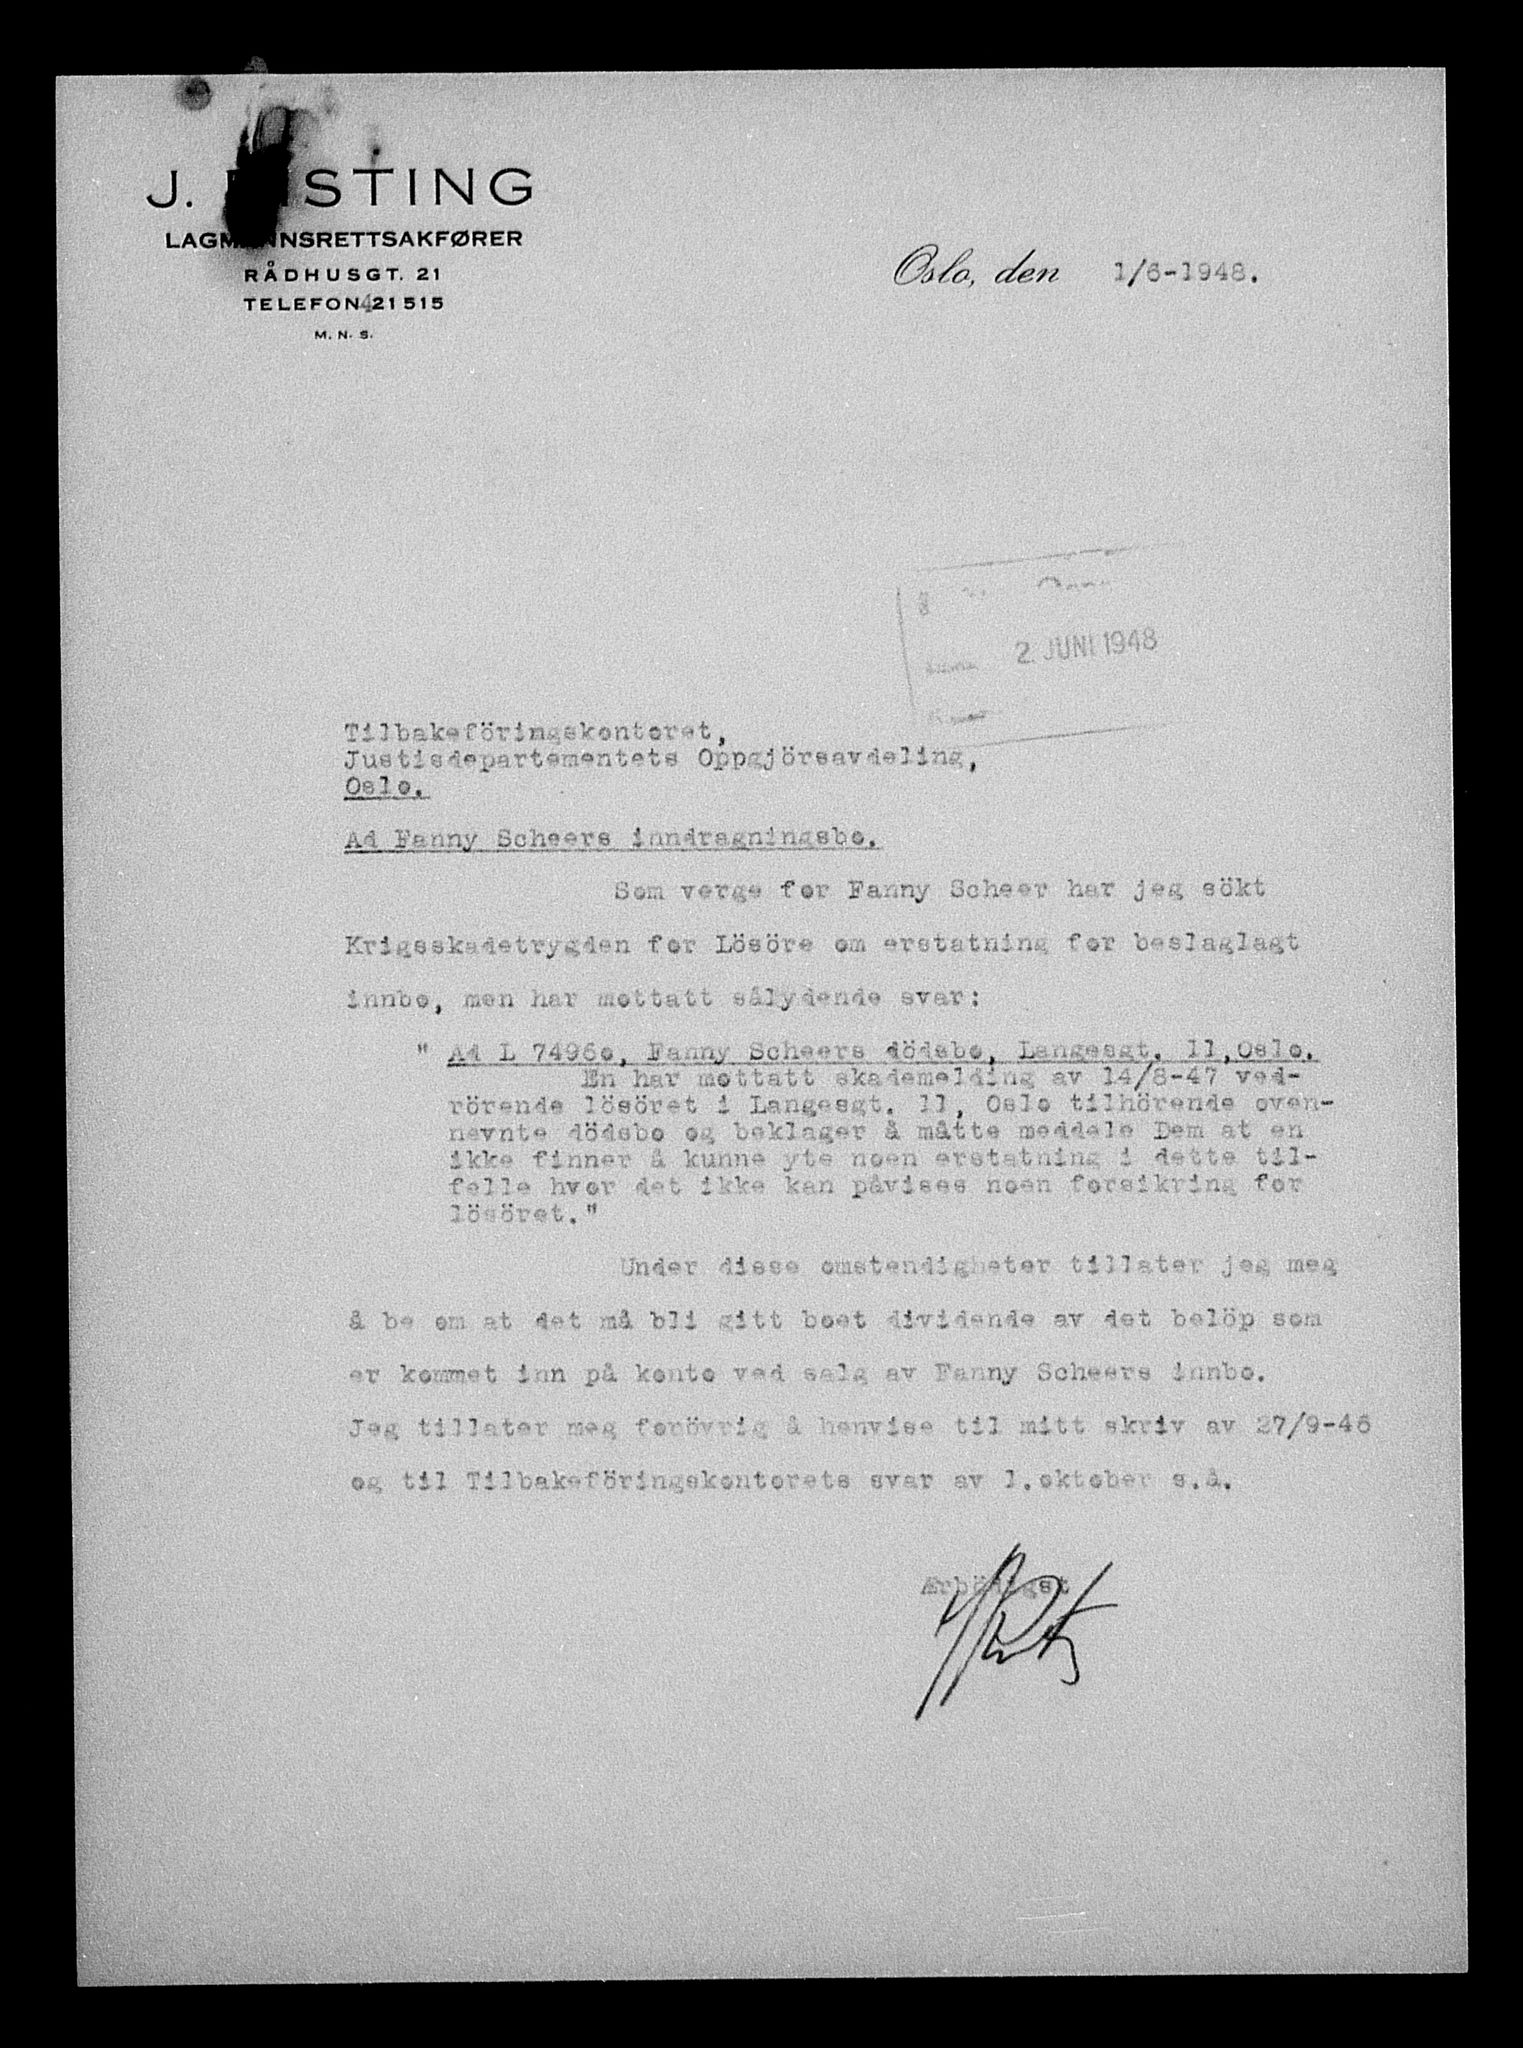 J. RISTING
LAGMANNSRETTSAKFØRER
RÅDHUSGT. 21
TELEFON 421515
M. N. S.
Oslo, den 1/6-1948.
2. JUNI 1948
Tilbakeföringskontoret,
Justisdepartementets Oppgjörsavdeling,
Oslo.
Ad Fanny Scheers inndragningsbo.
Som verge for Fanny Scheer har jeg sökt
Krigsskadetrygden for Lösöre om erstatning for beslaglagt
innbo, men har mottatt sålydende svar:
" Ad L 7496o, Fanny Scheers dödsbo, Langesgt. 11, Oslo.
En har mottatt skademelding av 14/8-47 ved-
rörende lösöret i Langesgt. 11, Oslo tilhörende oven-
nevnte dödsbo og beklager å måtte meddele Dem at en
ikke finner å kunne yte noen erstatning i dette til-
felle hvor det ikke kan påvises noen forsikring for
lösöret."
Under disse omstendigheter tillater jeg meg
å be om at det må bli gitt boet dividende av det belöp som
er kommet inn på konto ved salg av Fanny Scheers innbo.
Jeg tillater meg forövrig å henvise til mitt skriv av 27/9-46
og til Tilbakeföringskontorets svar av 1.oktober s.å.
Ærbödigst